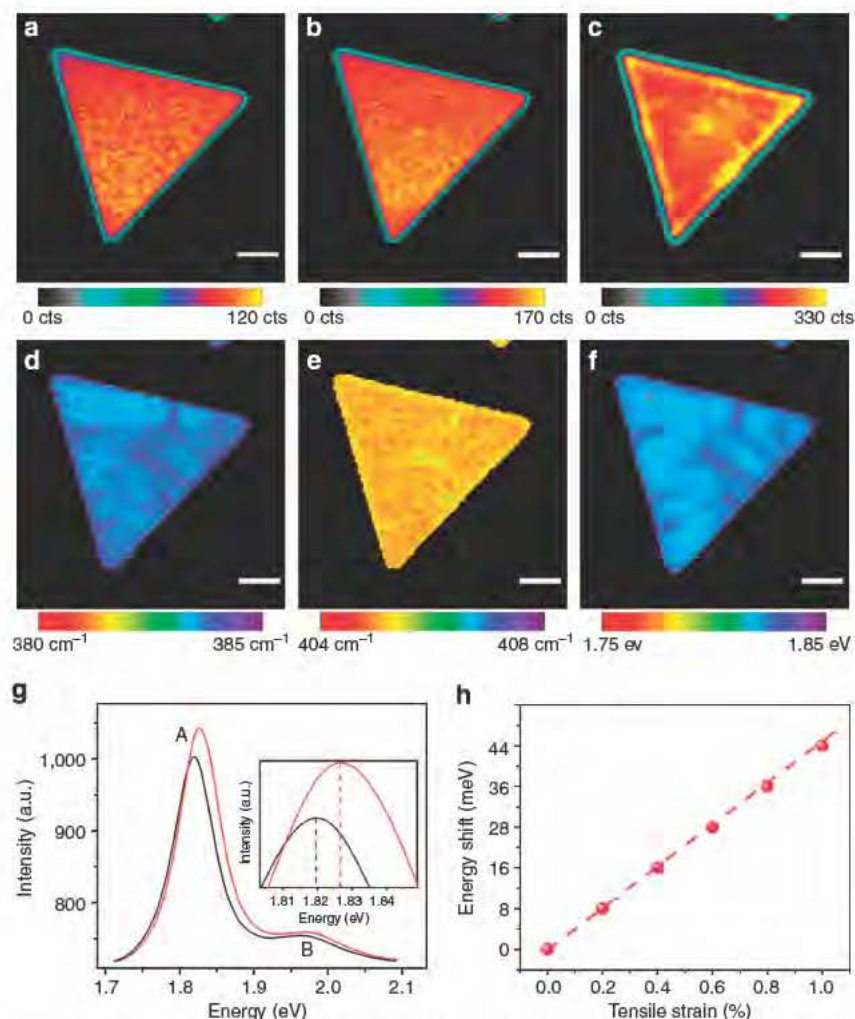 a b c
0 cts 120 cts 0 cts 170 cts 0 cts 330 cts
d e f
380 cm⁻¹ 385 cm⁻¹ 404 cm⁻¹ 408 cm⁻¹ 1.75 ev 1.85 eV
g
1,000
900
800
Intensity (a.u.)
A
B
Intensity (a.u.)
1.81 1.82 1.83 1.84
Energy (eV)
1.7 1.8 1.9 2.0 2.1
Energy (eV)
h
44
36
28
16
8
0
Energy shift (meV)
0.0 0.2 0.4 0.6 0.8 1.0
Tensile strain (%)